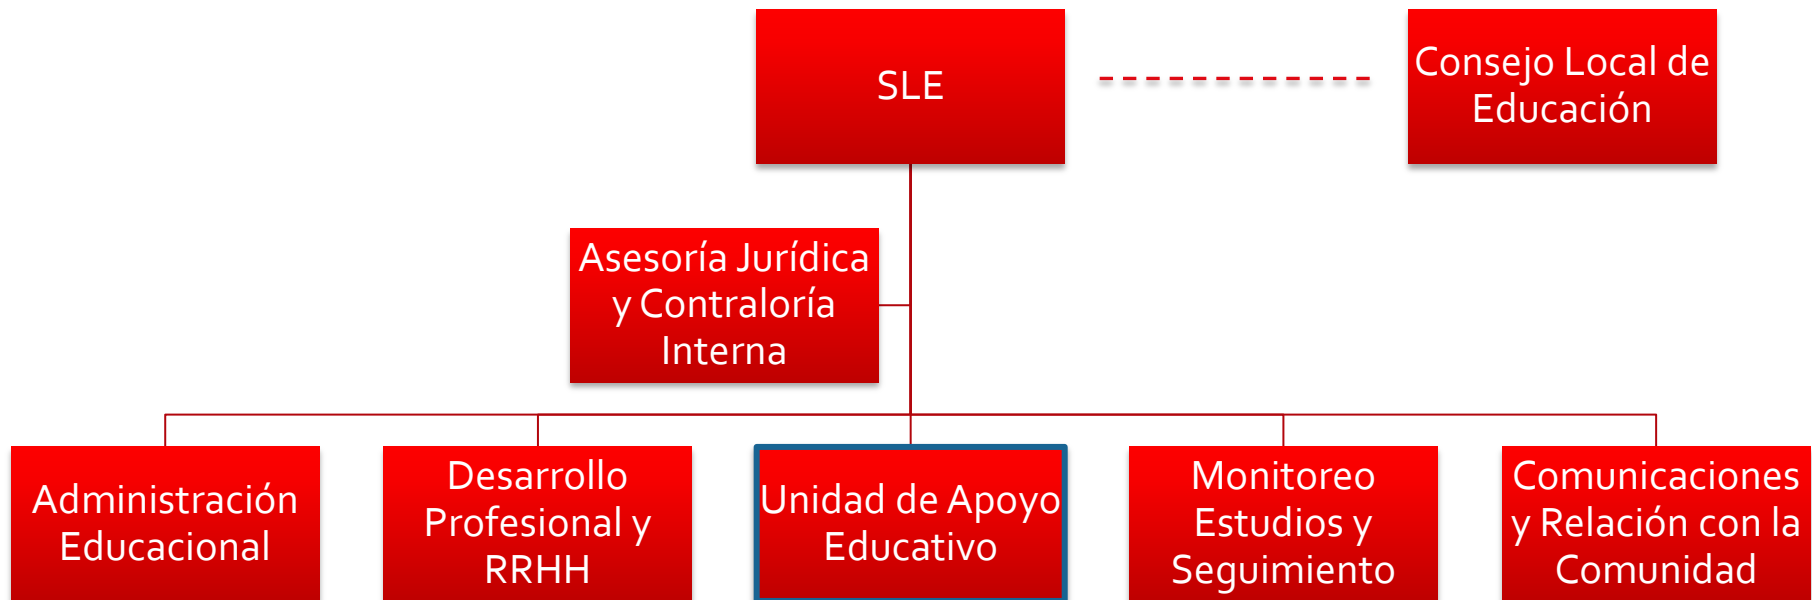 SLE
Consejo Local de
Educación
Asesoría Jurídica
y Contraloría
Interna
Administración
Educacional
Desarrollo
Profesional y
RRHH
Unidad de Apoyo
Educativo
Monitoreo
Estudios y
Seguimiento
Comunicaciones
y Relación con la
Comunidad